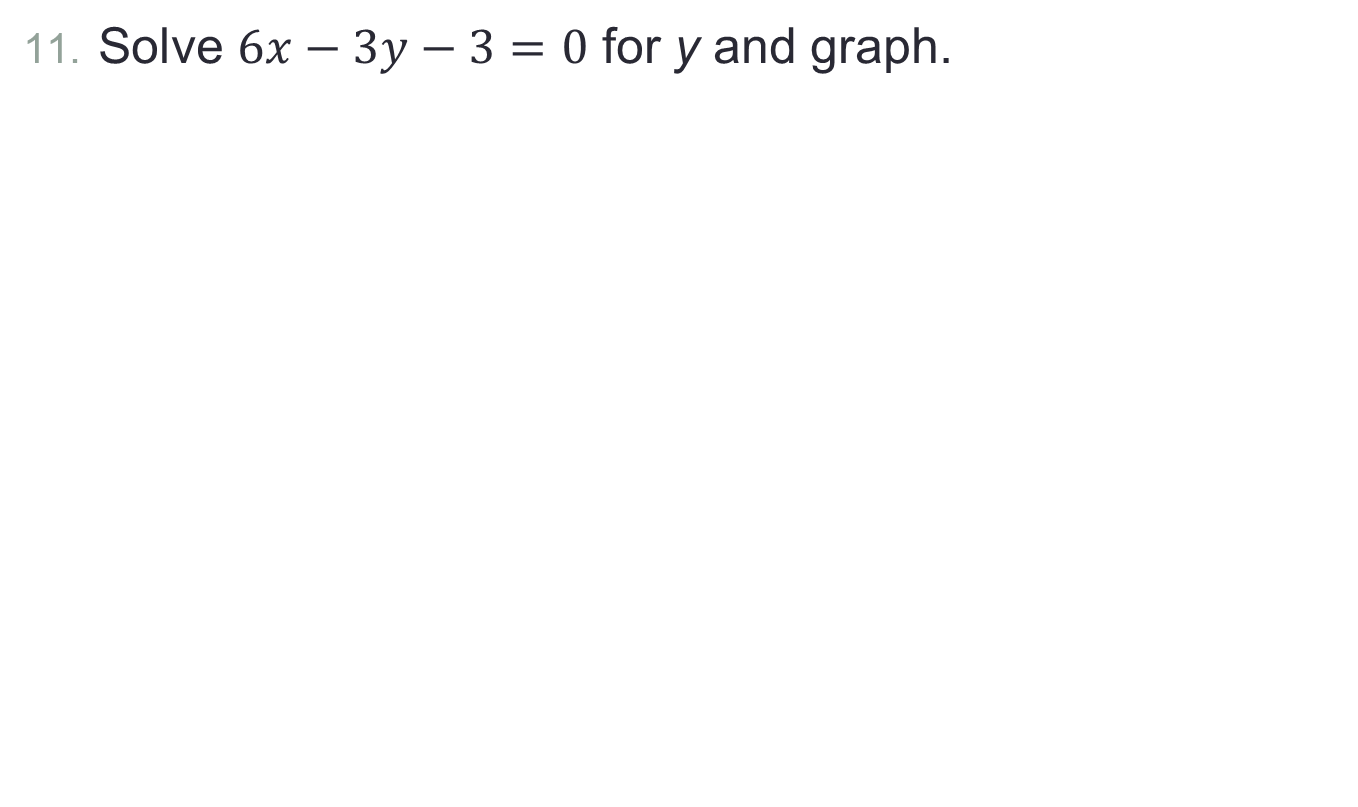 11. Solve 6x − 3y − 3 = 0 for y and graph.